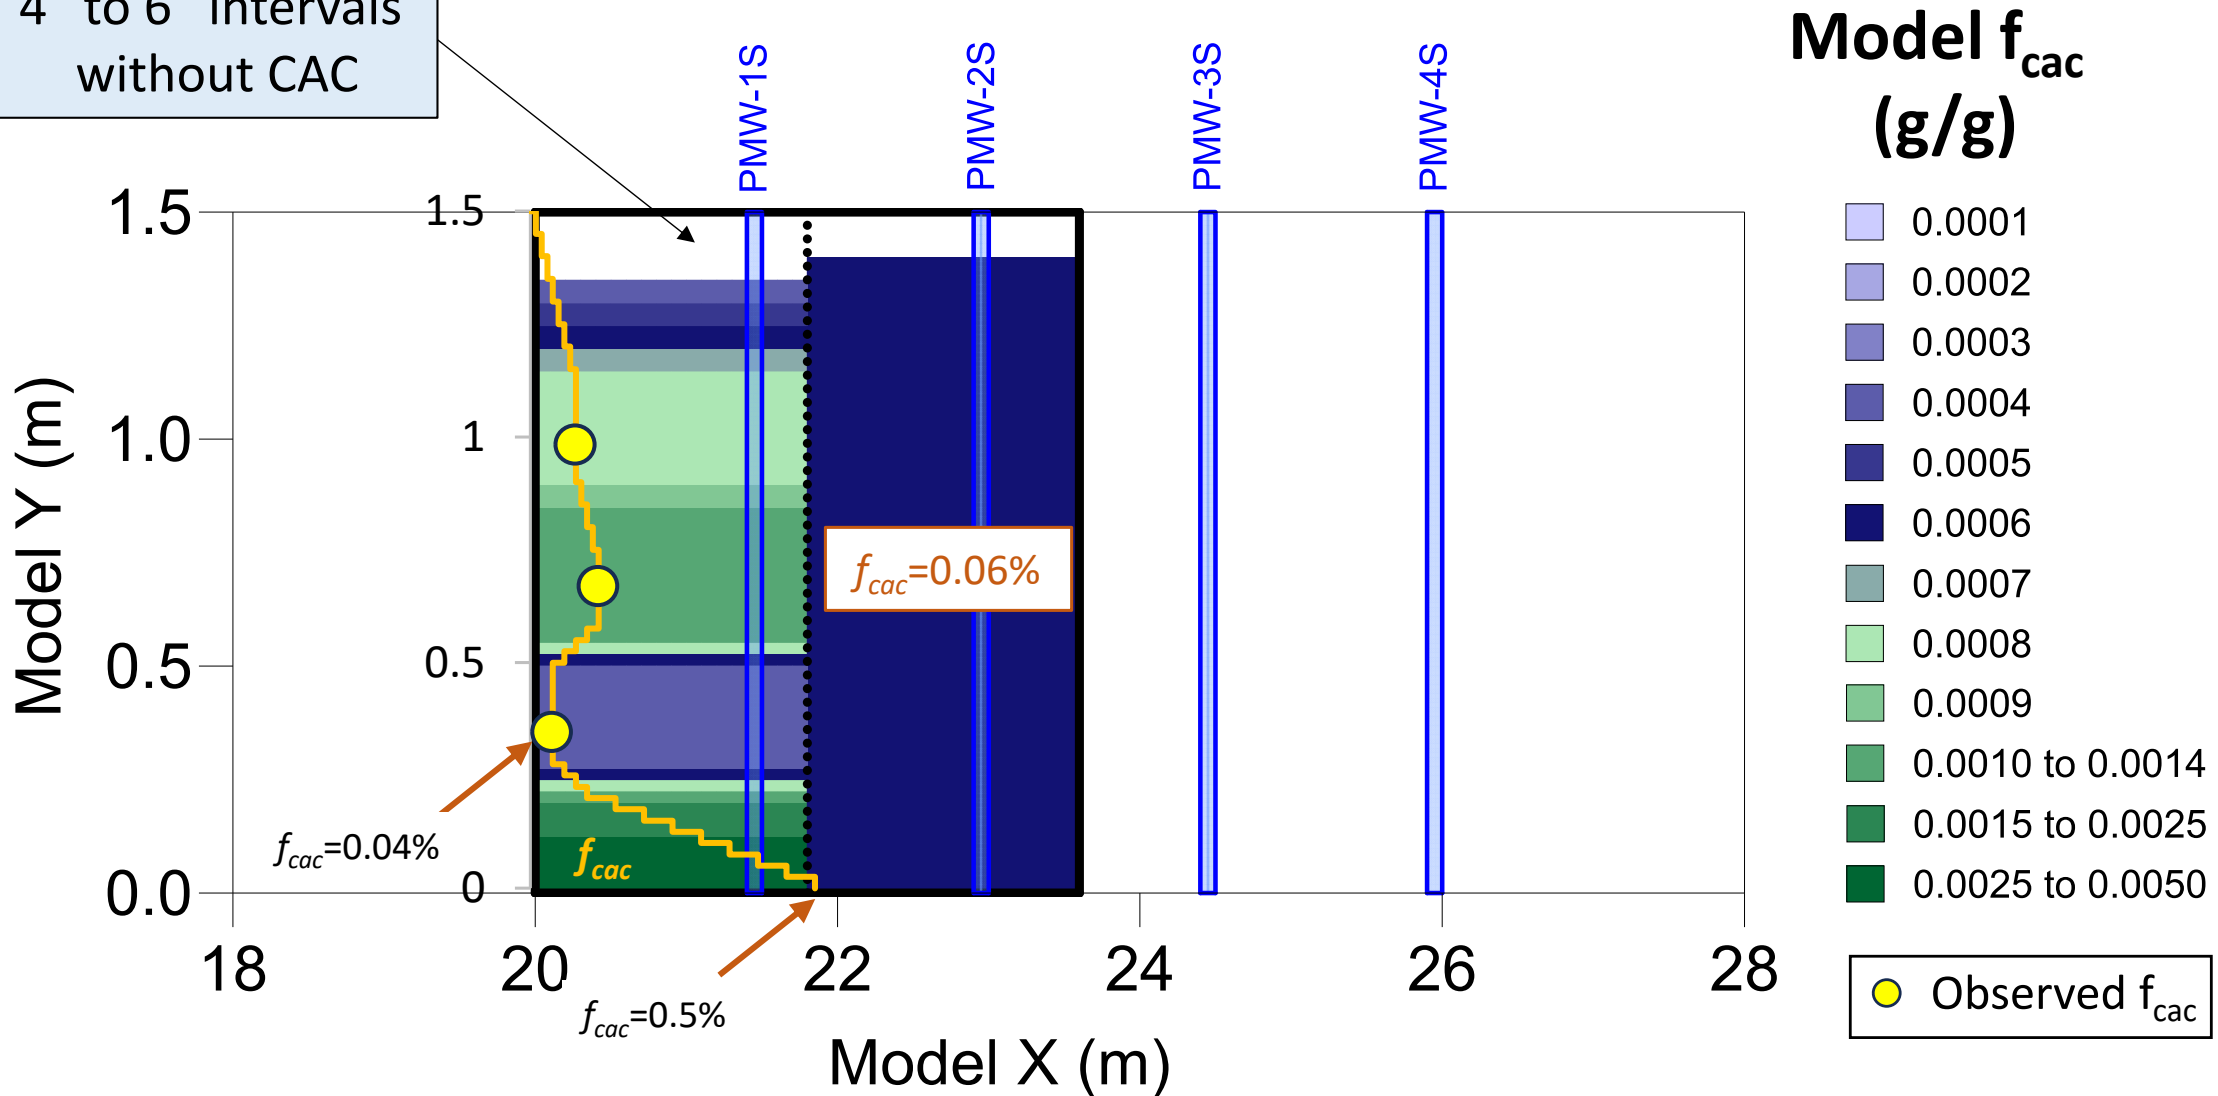 4" to 6" intervals
without CAC
PMW-1S
PMW-2S
PMW-3S
PMW-4S
Model fcac
(g/g)
0.0001
0.0002
0.0003
0.0004
0.0005
0.0006
0.0007
0.0008
0.0009
0.0010 to 0.0014
0.0015 to 0.0025
0.0025 to 0.0050
Observed fcac
Model Y (m)
1.5
1.0
0.5
0.0
1.5
1
0.5
0
fcac=0.06%
fcac=0.04%
fcac
fcac=0.5%
18
20
22
24
26
28
Model X (m)